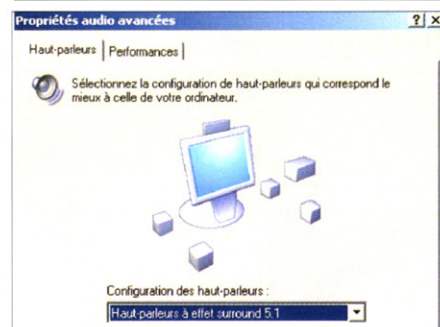 Propriétés audio avancées
Haut-parleurs
Performances
Sélectionnez la configuration de haut-parleurs qui correspond le
mieux à celle de votre ordinateur.
Configuration des haut-parleurs :
Haut-parleurs à effet surround 5.1